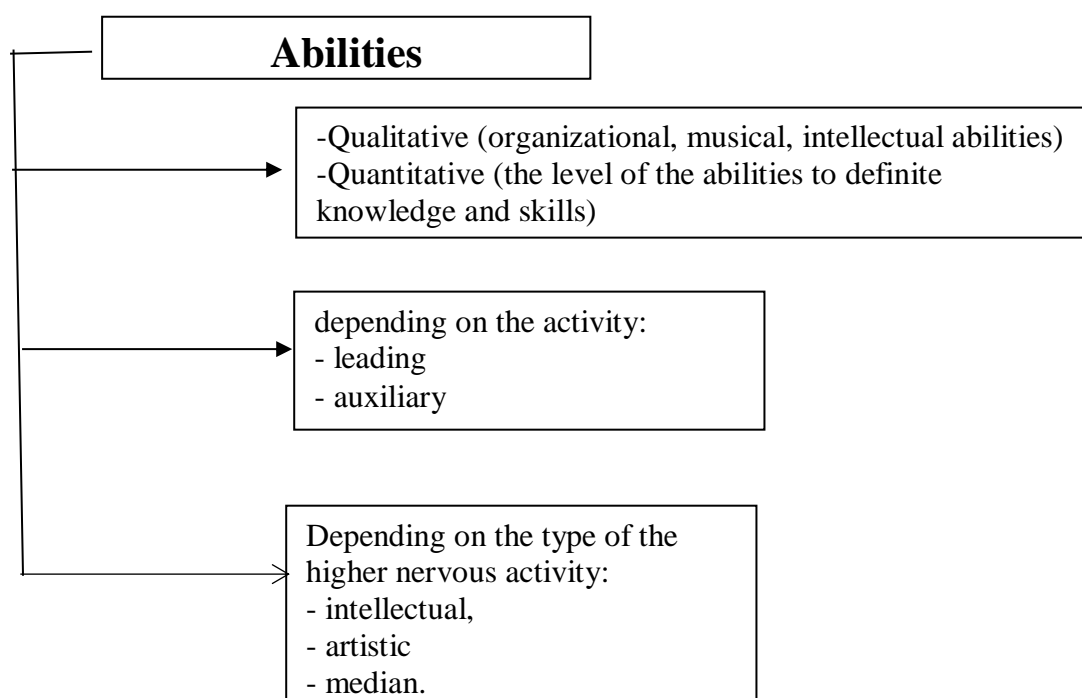 Abilities
-Qualitative (organizational, musical, intellectual abilities)
-Quantitative (the level of the abilities to definite
knowledge and skills)
depending on the activity:
- leading
- auxiliary
Depending on the type of the
higher nervous activity:
- intellectual,
- artistic
- median.